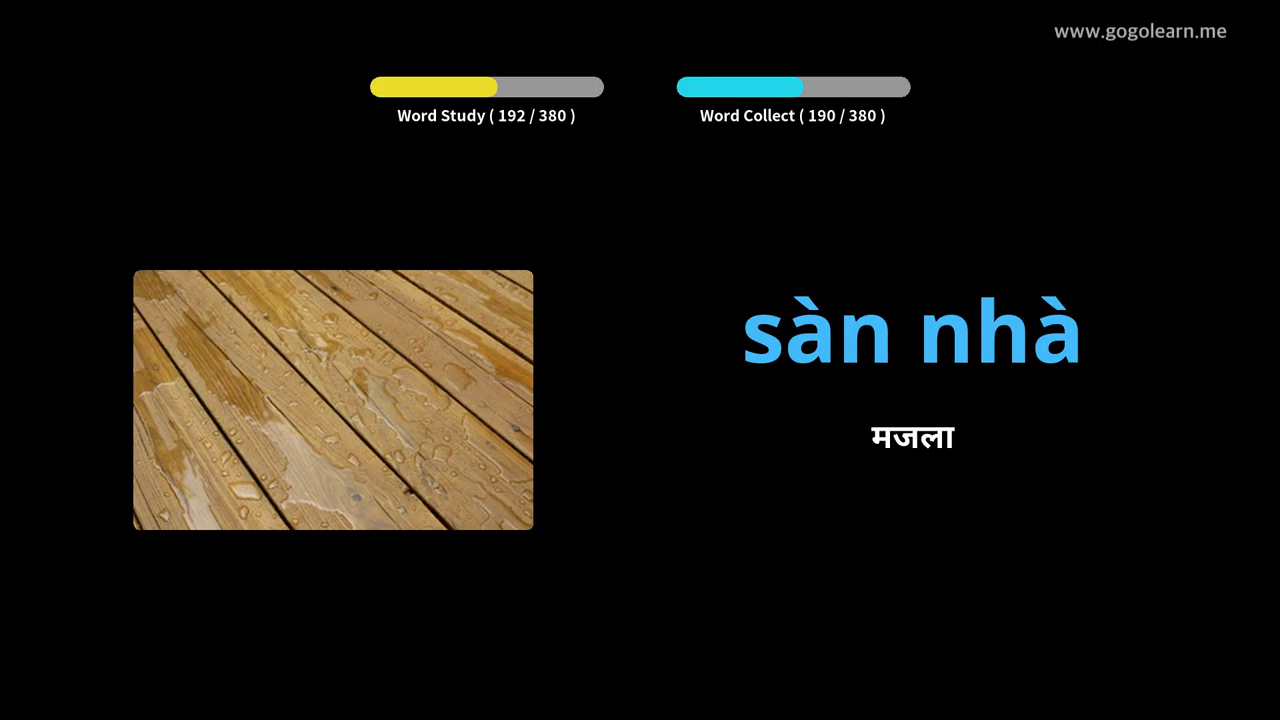 www.gogolearn.me
Word Study ( 192 / 380 )
Word Collect ( 190 / 380 )
sàn nhà
मजला